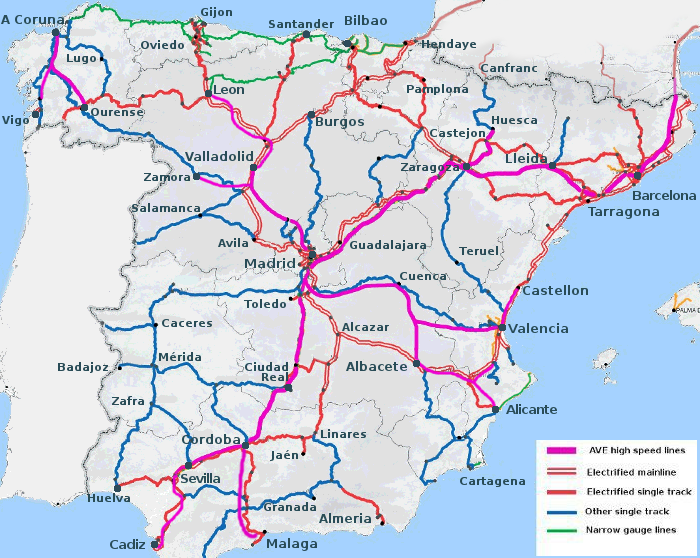 Gijon
A Coruna
Santander
Bilbao
Oviedo
Hendaye
Lugo
Canfranc
Leon
Pamplona
Vigo
Ourense
Burgos
Huesca
Castejon
Valladolid
Zaragoza
Lleida
Zamora
Barcelona
Salamanca
Tarragona
Avila
Guadalajara
Teruel
Madrid
Cuenca
Castellon
Toledo
PALMA D
Caceres
Alcazar
Valencia
Mérida
Badajoz
Ciudad
Real
Albacete
Zafra
Alicante
Cordoba
Linares
Jaén
AVE high speed lines
Electrified mainline
Sevilla
Cartagena
Electrified single track
Huelva
Granada
Other single track
Almeria
Narrow gauge lines
Cadiz
Malaga